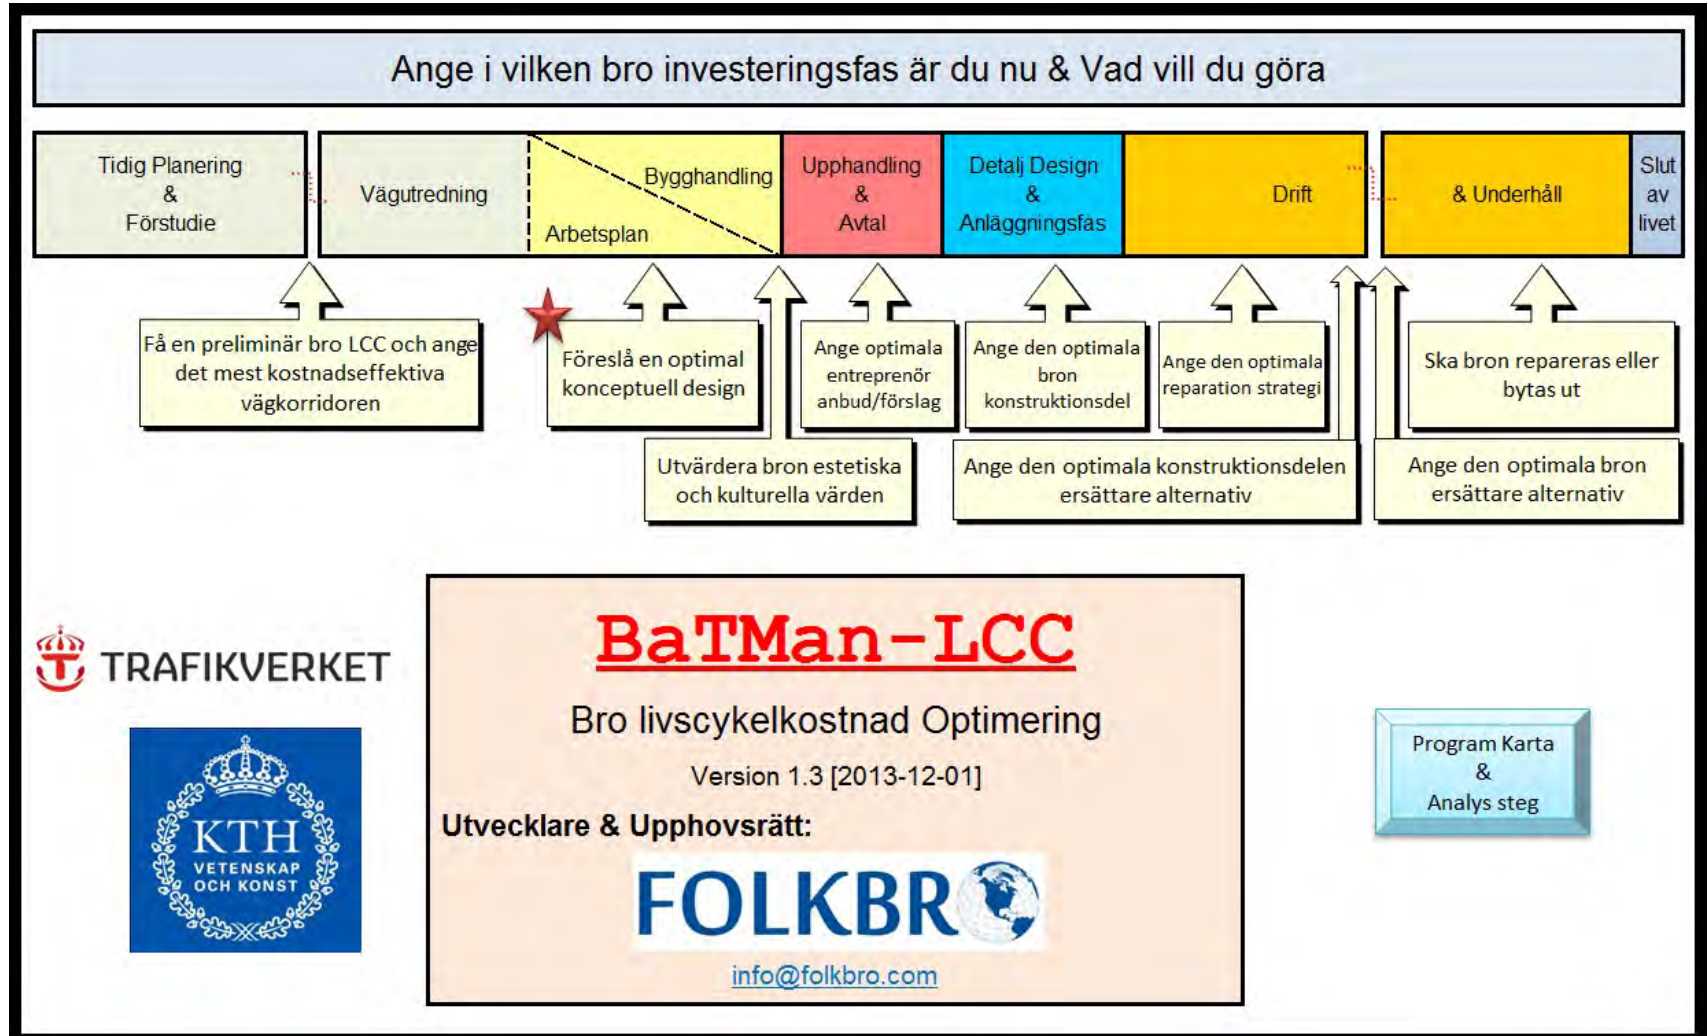 Ange i vilken bro investeringsfas är du nu & Vad vill du göra
Tidig Planering
&
Förstudie
Vägutredning
Bygghandling
Arbetsplan
Upphandling
&
Avtal
Detalj Design
&
Anläggningsfas
Drift
& Underhåll
Slut
av
livet
Få en preliminär bro LCC och ange
det mest kostnadseffektiva
vägkorridoren
Föreslå en optimal
konceptuell design
Ange optimala
entreprenör
anbud/förslag
Ange den optimala
bron
konstruktionsdel
Ange den optimala
reparation strategi
Ska bron repareras eller
bytas ut
Utvärdera bron estetiska
och kulturella värden
Ange den optimala konstruktionsdelen
ersättare alternativ
Ange den optimala bron
ersättare alternativ
TRAFIKVERKET
KTH
VETENSKAP
OCH KONST
BaTMan-LCC
Bro livscykelkostnad Optimering
Version 1.3 [2013-12-01]
Utvecklare & Upphovsrätt:
FOLKBRO
info@folkbro.com
Program Karta
&
Analys steg